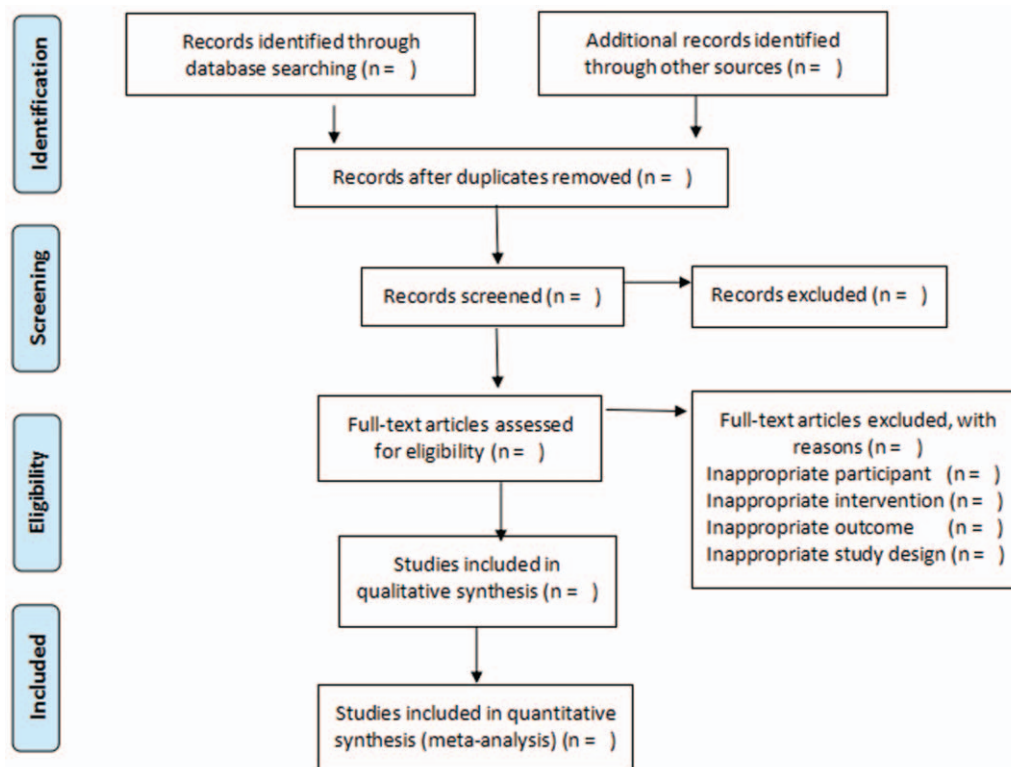 Identification
Records identified through
database searching (n =   )
Additional records identified
through other sources (n =   )
Records after duplicates removed (n =   )
Screening
Records screened (n =   )
Records excluded (n =   )
Eligibility
Full-text articles assessed
for eligibility (n =   )
Full-text articles excluded, with
reasons (n =   )
Inappropriate participant (n =   )
Inappropriate intervention (n =   )
Inappropriate outcome (n =   )
Inappropriate study design (n =   )
Studies included in
qualitative synthesis (n =   )
Included
Studies included in quantitative
synthesis (meta-analysis) (n =   )